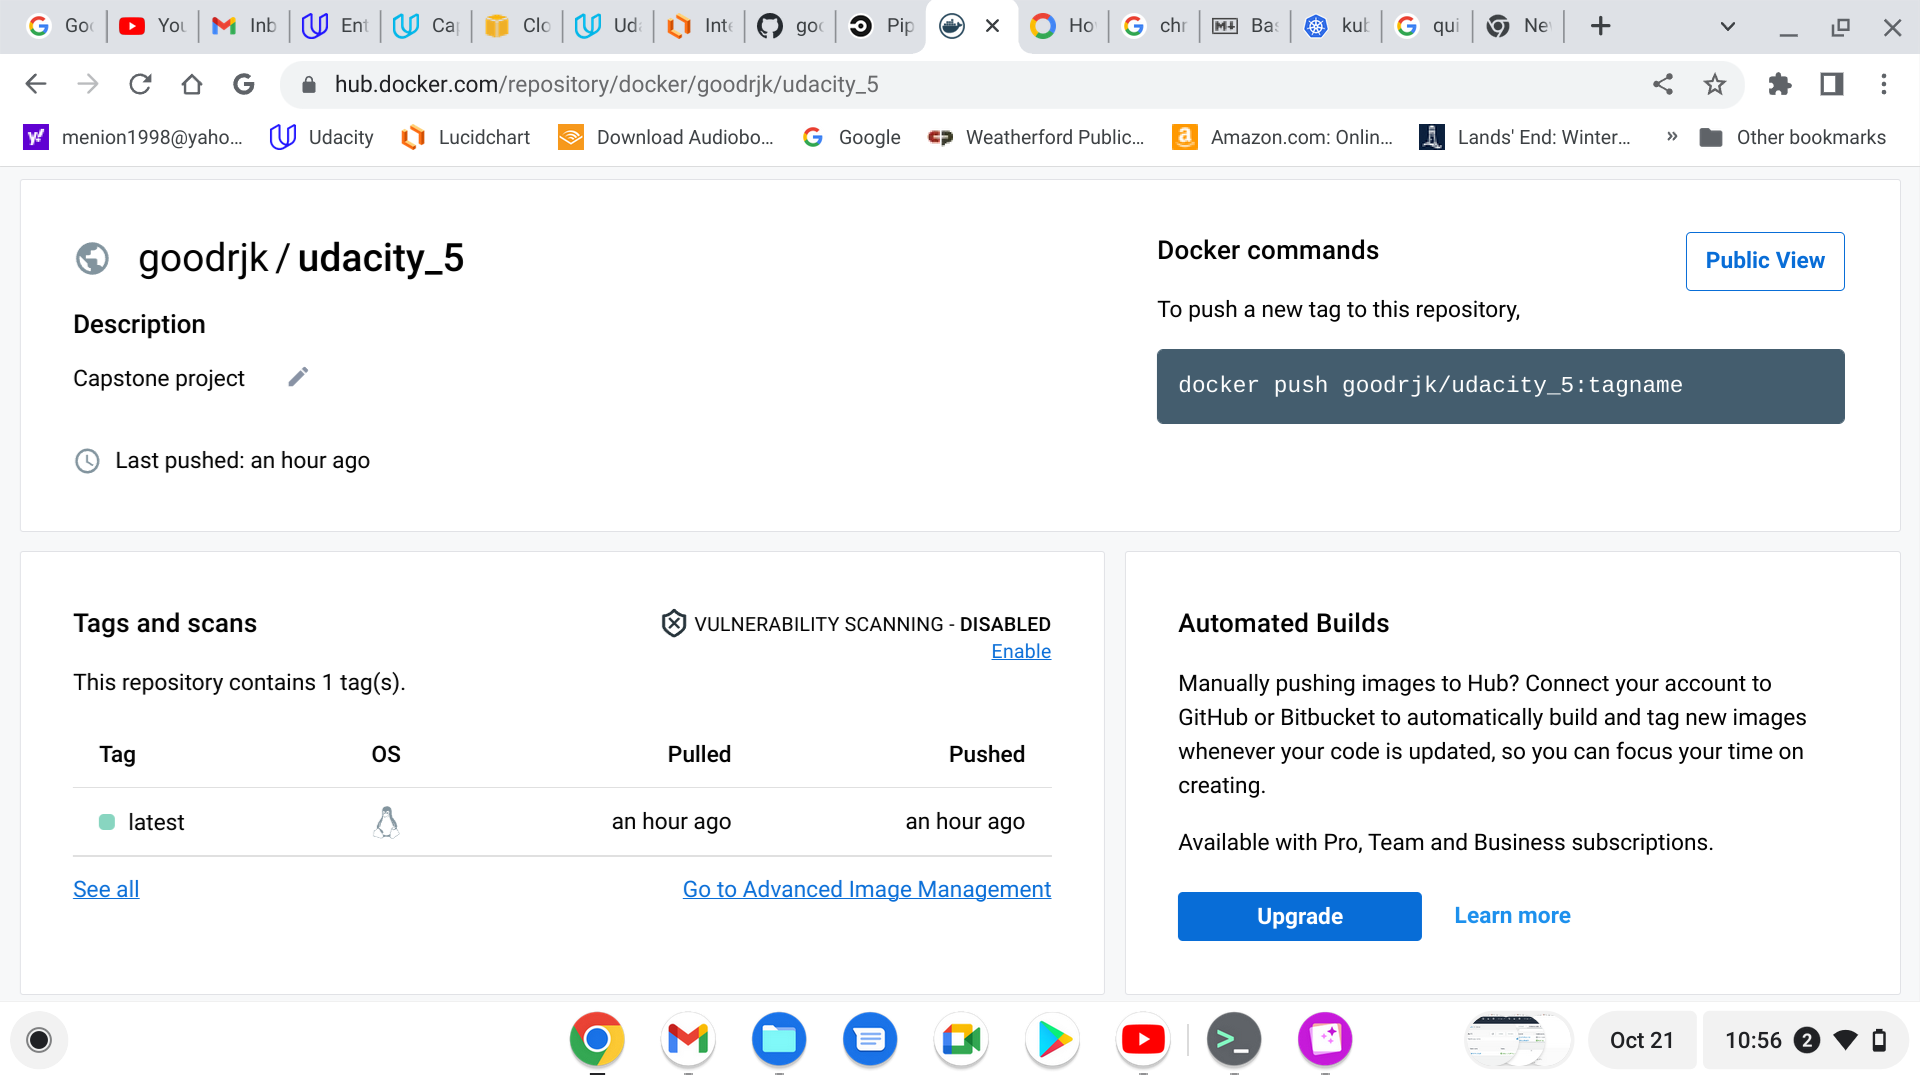 Go
You
Inb
Ent
Cap
Clo
Uda
Inte
goo
Pip
Ho
chr
Bas
kub
qui
Ne
hub.docker.com/repository/docker/goodrjk/udacity_5
menion1998@yaho...
Udacity
Lucidchart
Download Audiobo...
Google
Weatherford Public...
Amazon.com: Onlin...
Lands' End: Winter...
»
Other bookmarks
goodrjk / udacity_5
Description
Capstone project
Last pushed: an hour ago
Docker commands
Public View
To push a new tag to this repository,
docker push goodrjk/udacity_5:tagname
Tags and scans
VULNERABILITY SCANNING - DISABLED
Enable
This repository contains 1 tag(s).
Tag OS Pulled Pushed
latest an hour ago an hour ago
See all
Go to Advanced Image Management
Automated Builds
Manually pushing images to Hub? Connect your account to
GitHub or Bitbucket to automatically build and tag new images
whenever your code is updated, so you can focus your time on
creating.
Available with Pro, Team and Business subscriptions.
Upgrade
Learn more
Oct 21
10:56 2